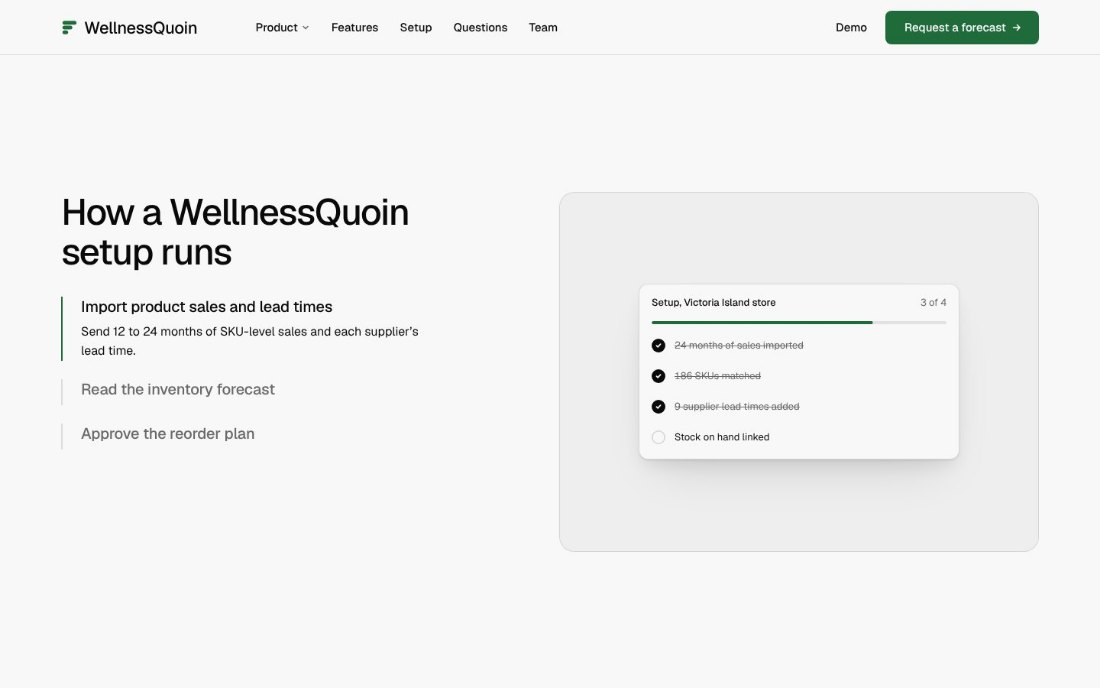 WellnessQuoin
Product
Features
Setup
Questions
Team
Demo
Request a forecast →
How a WellnessQuoin
setup runs
Import product sales and lead times
Send 12 to 24 months of SKU-level sales and each supplier’s
lead time.
Read the inventory forecast
Approve the reorder plan
Setup, Victoria Island store
3 of 4
24 months of sales imported
186 SKUs matched
9 supplier lead times added
Stock on hand linked